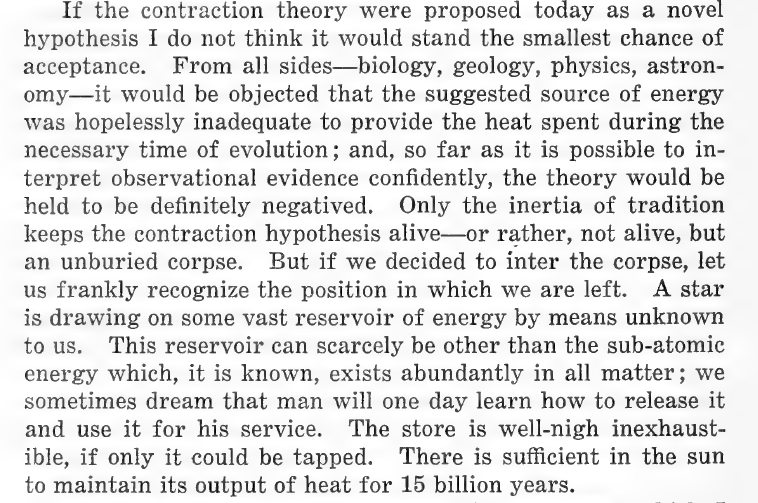 If the contraction theory were proposed today as a novel
hypothesis I do not think it would stand the smallest chance of
acceptance. From all sides—biology, geology, physics, astron-
omy—it would be objected that the suggested source of energy
was hopelessly inadequate to provide the heat spent during the
necessary time of evolution; and, so far as it is possible to in-
terpret observational evidence confidently, the theory would be
held to be definitely negatived. Only the inertia of tradition
keeps the contraction hypothesis alive—or rather, not alive, but
an unburied corpse. But if we decided to inter the corpse, let
us frankly recognize the position in which we are left. A star
is drawing on some vast reservoir of energy by means unknown
to us. This reservoir can scarcely be other than the sub-atomic
energy which, it is known, exists abundantly in all matter; we
sometimes dream that man will one day learn how to release it
and use it for his service. The store is well-nigh inexhaust-
ible, if only it could be tapped. There is sufficient in the sun
to maintain its output of heat for 15 billion years.